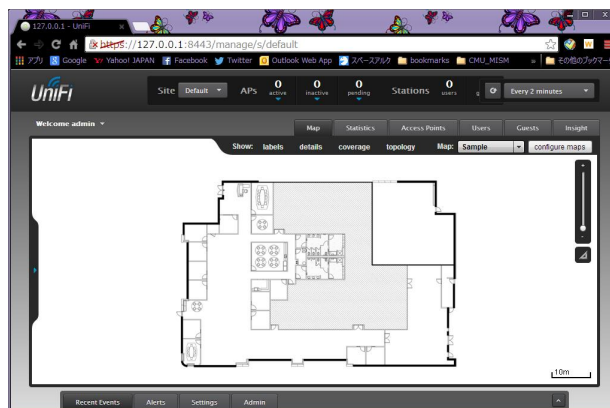 127.0.0.1 - UniFi
https://127.0.0.1:8443/manage/s/default
アプリ Google Yahoo! JAPAN Facebook Twitter Outlook Web App スペースアルク bookmarks CMU_MISM » その他のブックマーク
UniFi Site Default APs 0 active 0 inactive 0 pending Stations 0 users Every 2 minutes
Welcome admin Map Statistics Access Points Users Guests Insight
Show: labels details coverage topology Map: Sample configure maps
10m
Recent Events Alerts Settings Admin